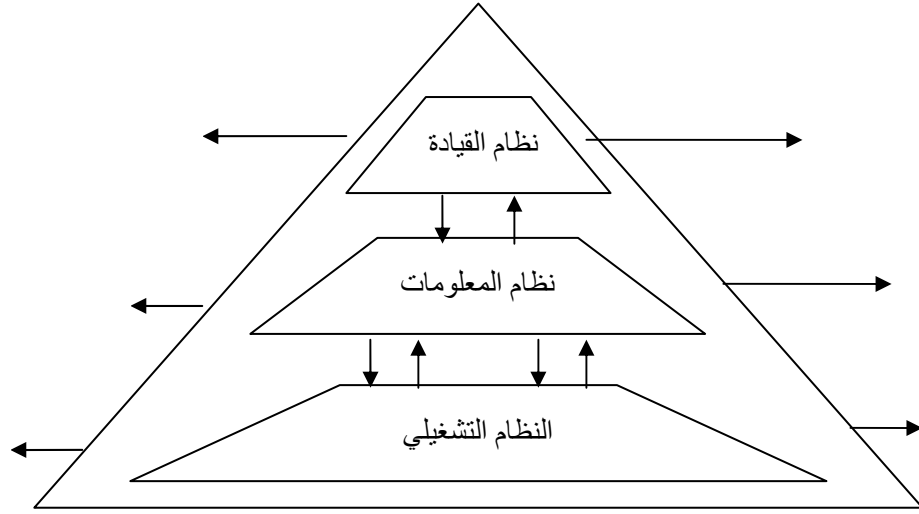 نظام القيادة
نظام المعلومات
النظام التشغيلي